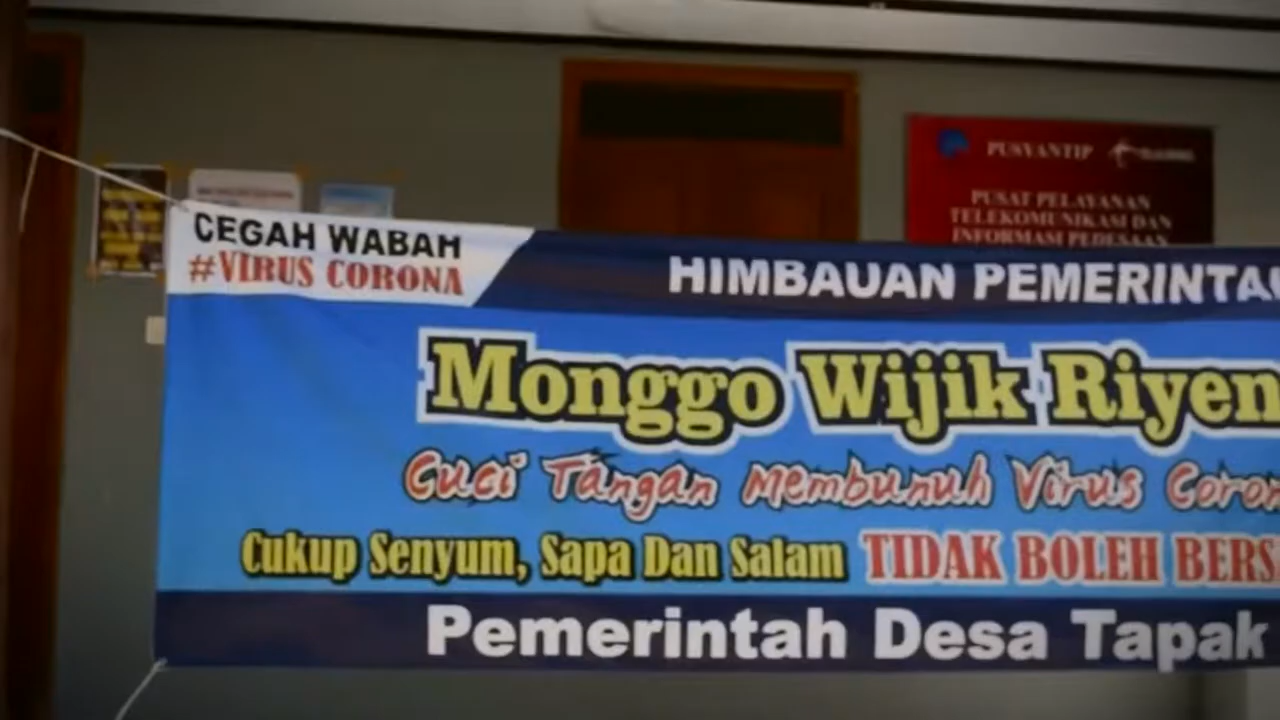 PUSYANTIP
PUSAT PELAYANAN
TELEKOMUNIKASI DAN
INFORMASI PEDESAAN
CEGAH WABAH
#VIRUS CORONA
HIMBAUAN PEMERINTA
Monggo Wijik Riyen
Cuci Tangan Membunuh Virus Coron
Cukup Senyum, Sapa Dan Salam TIDAK BOLEH BERS
Pemerintah Desa Tapak